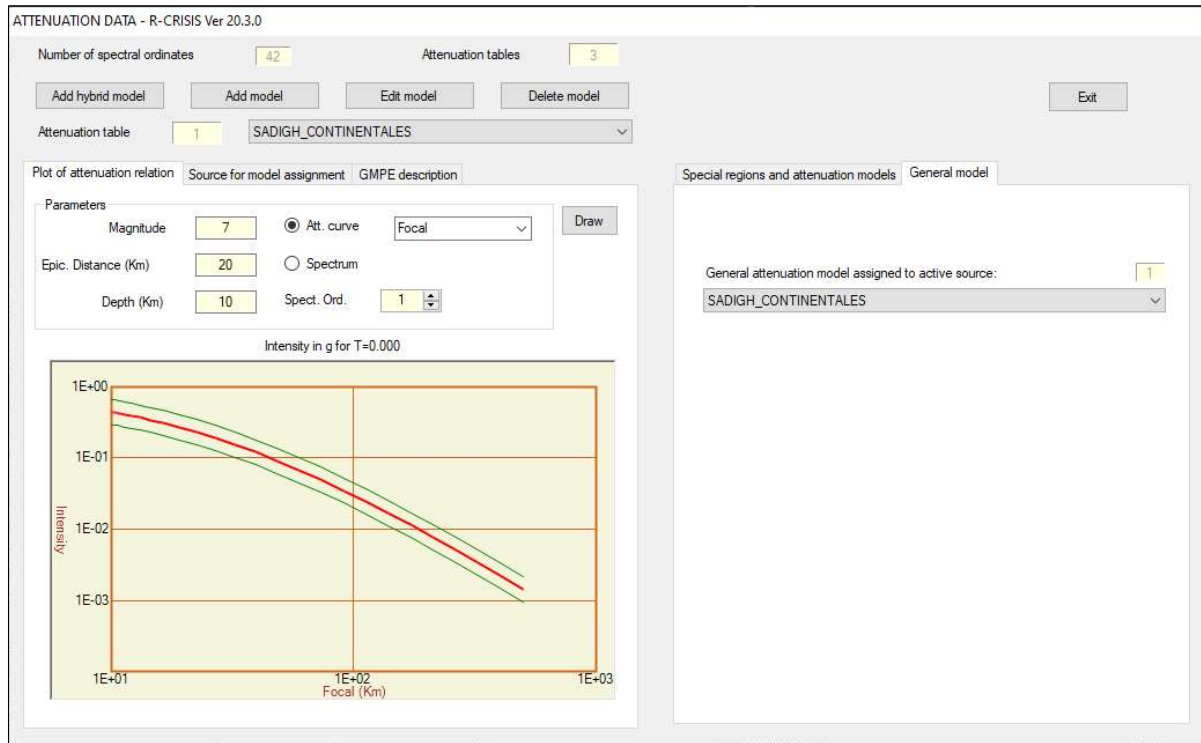 ATTENUATION DATA - R-CRISIS Ver 20.3.0
Number of spectral ordinates 42 Attenuation tables 3
Add hybrid model Add model Edit model Delete model Exit
Attenuation table 1 SADIGH_CONTINENTALES
Plot of attenuation relation Source for model assignment GMPE description
Special regions and attenuation models General model
Parameters
Magnitude 7 Att. curve Focal Draw
Epic. Distance (Km) 20 Spectrum
Depth (Km) 10 Spect. Ord. 1
General attenuation model assigned to active source: 1
SADIGH_CONTINENTALES
Intensity in g for T=0.000
1E+00
1E-01
1E-02
1E-03
Intensity
1E+01 1E+02 1E+03
Focal (Km)